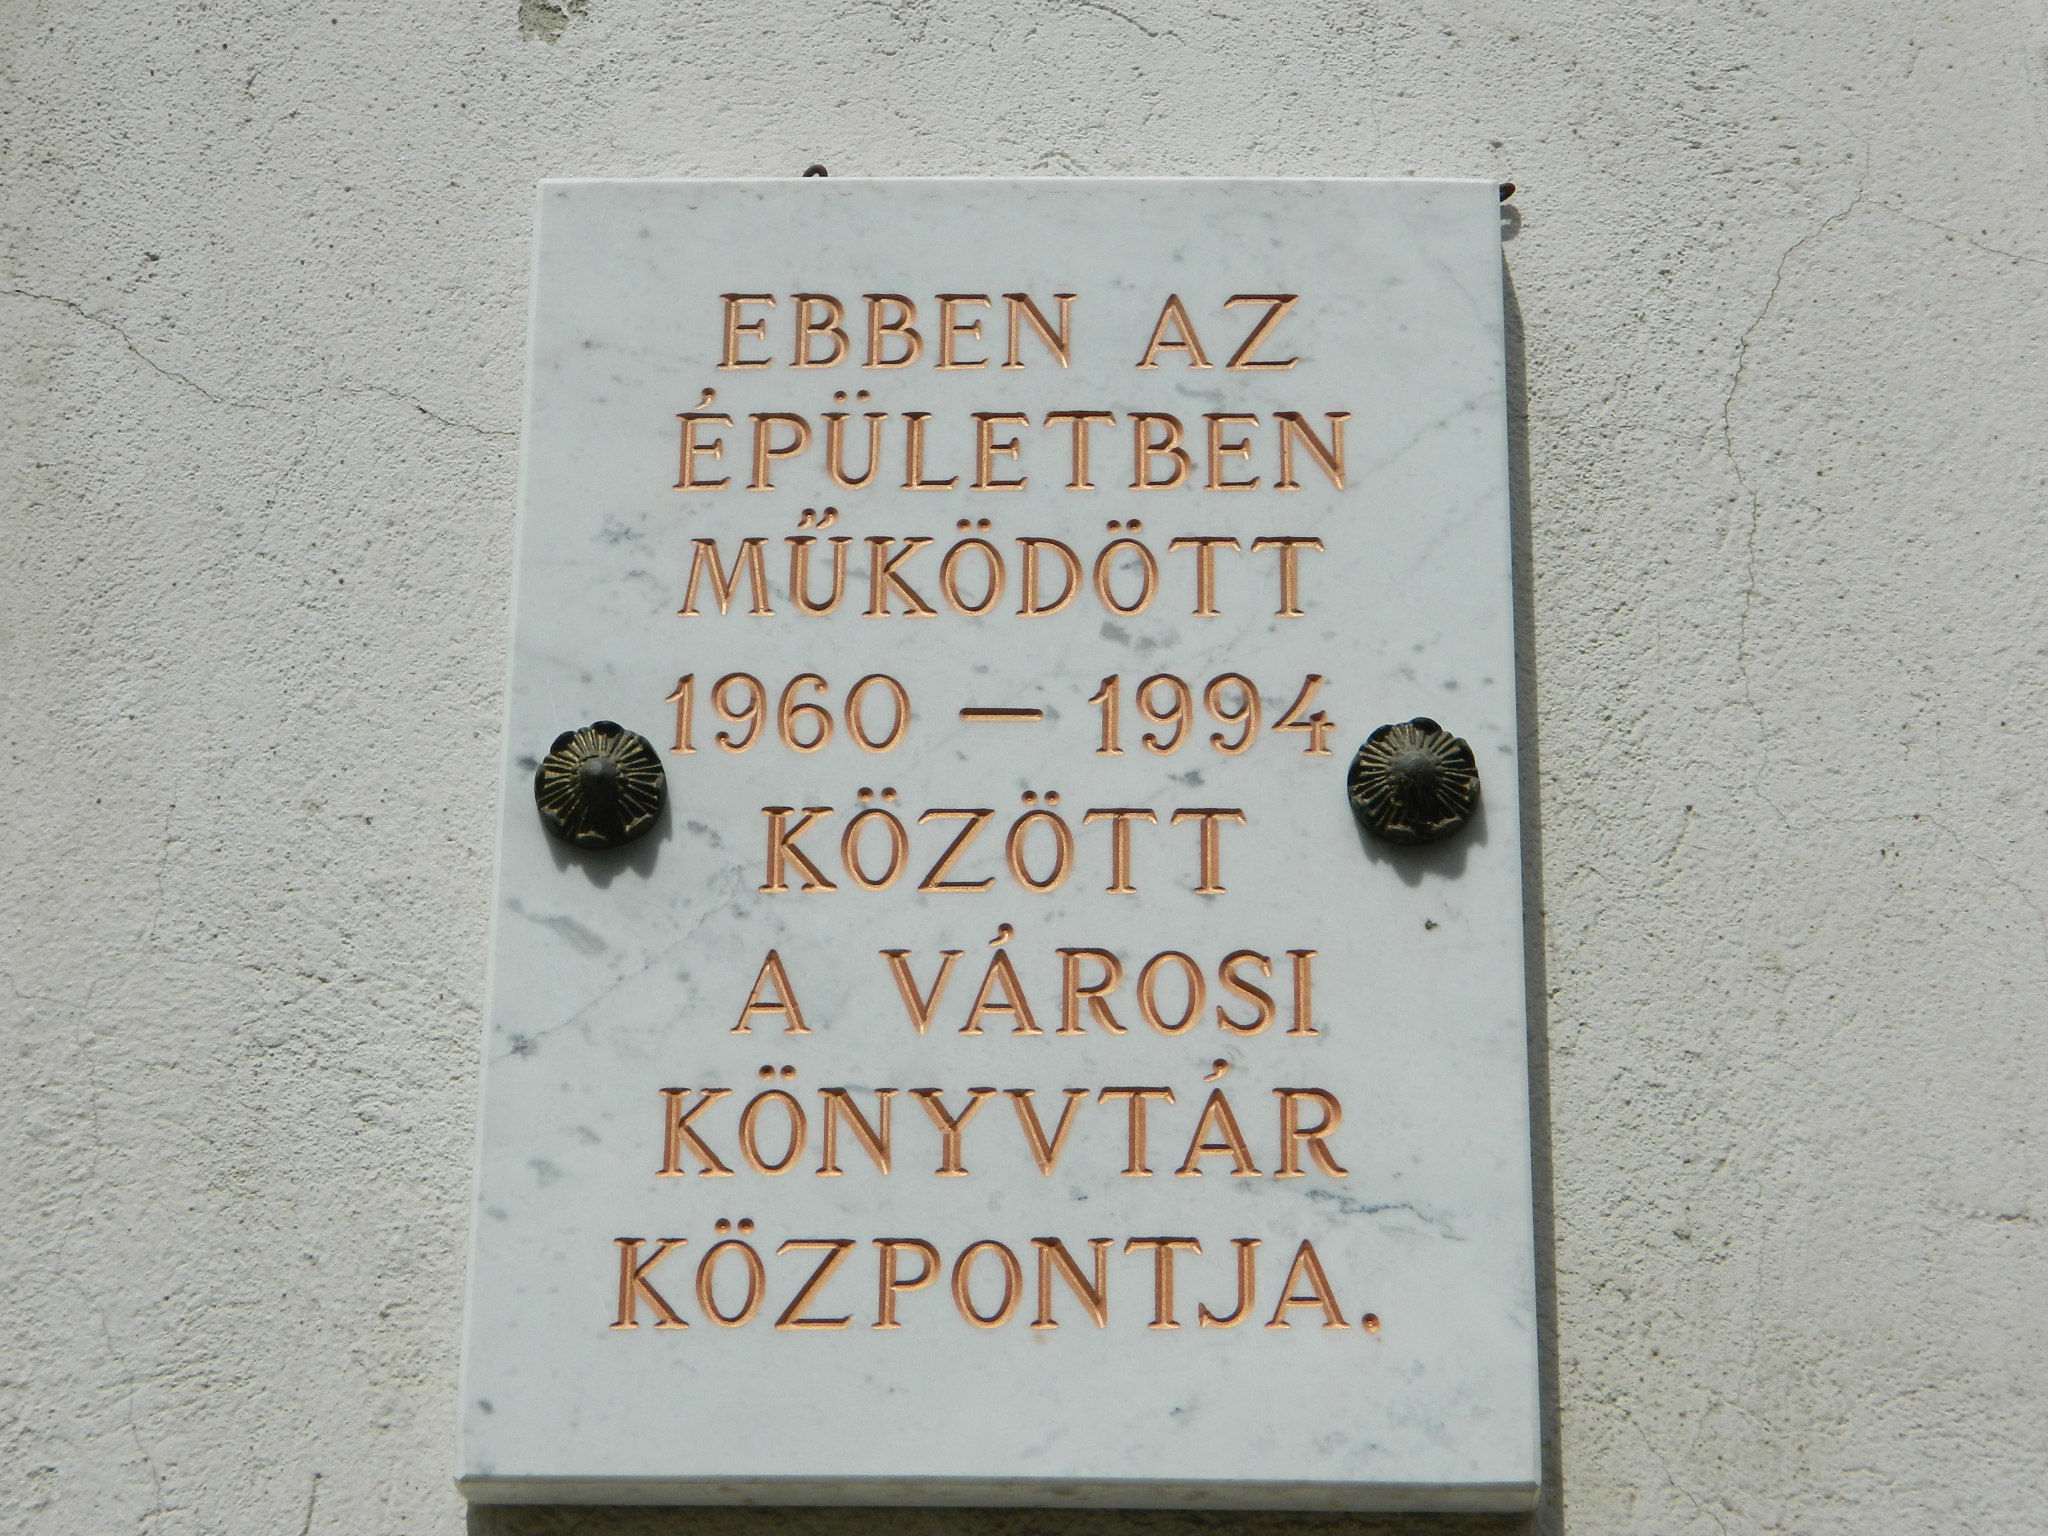 EBBEN AZ
ÉPÜLETBEN
MŰKÖDÖTT
1960 – 1994
KÖZÖTT
A VÁROSI
KÖNYVTÁR
KÖZPONTJA.